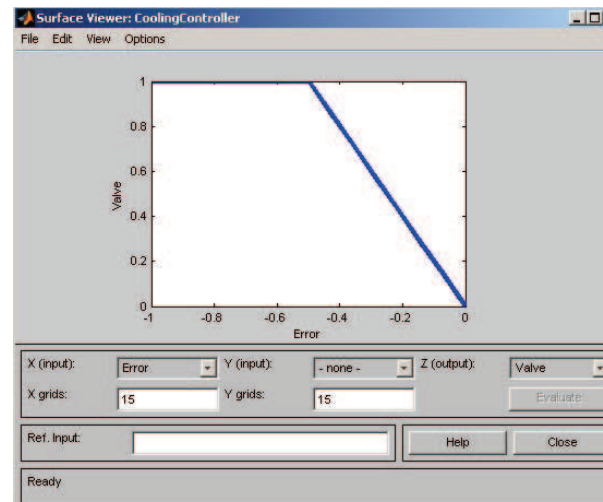 Surface Viewer: CoolingController
File Edit View Options
1
0.8
0.6
0.4
0.2
0
Valve
-1 -0.8 -0.6 -0.4 -0.2 0
Error
X (input): Error Y (input): - none - Z (output): Valve
X grids: 15 Y grids: 15 Evaluate
Ref. Input: Help Close
Ready